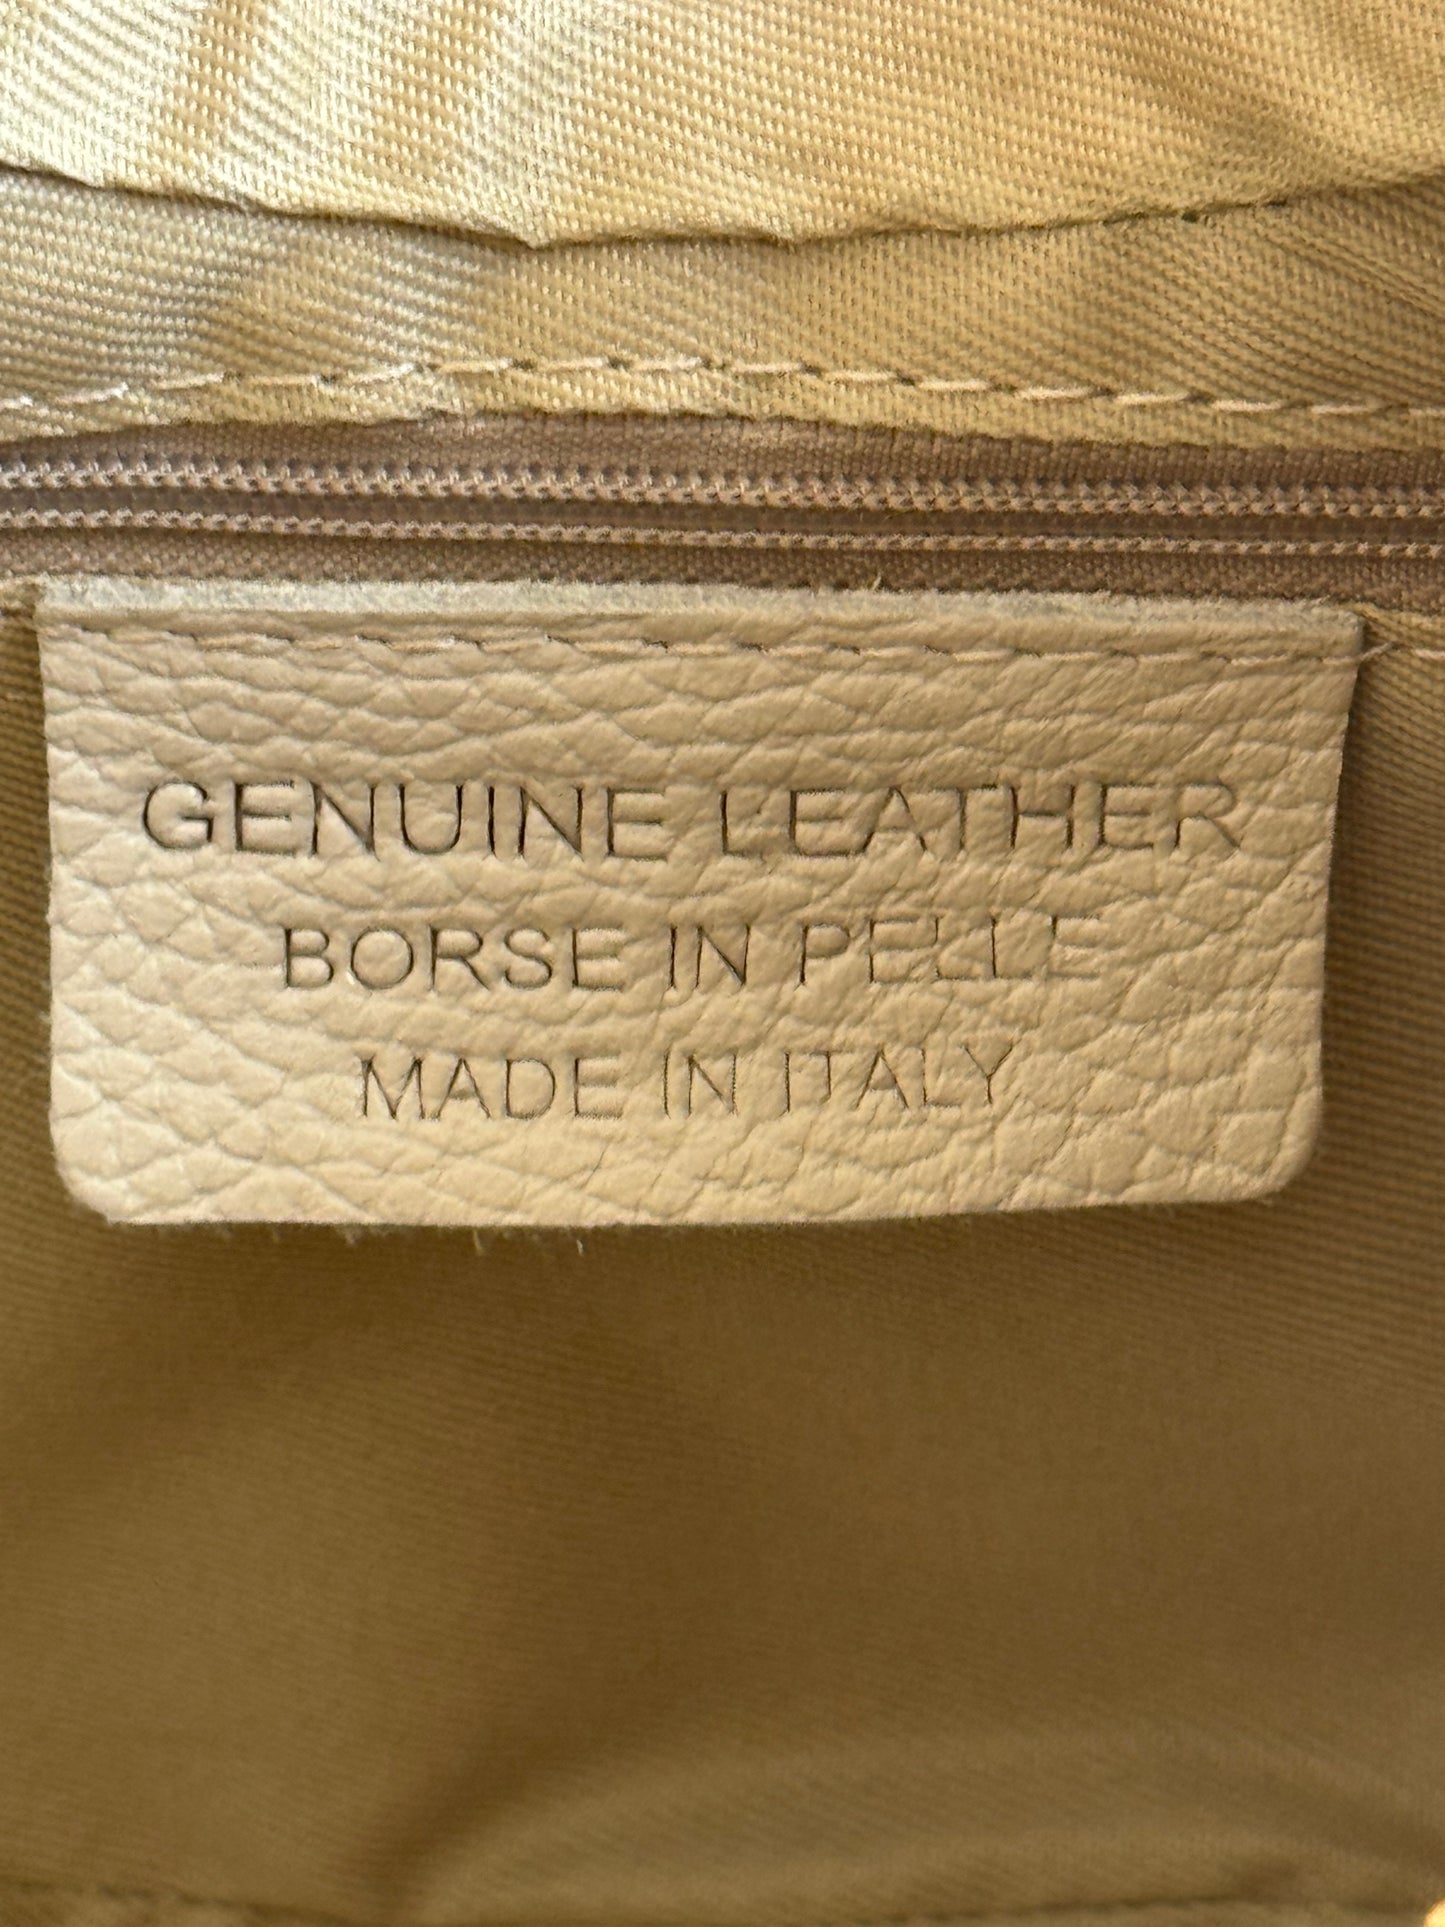 GENUINE LEATHER
BORSE IN PELLE
MADE IN ITALY